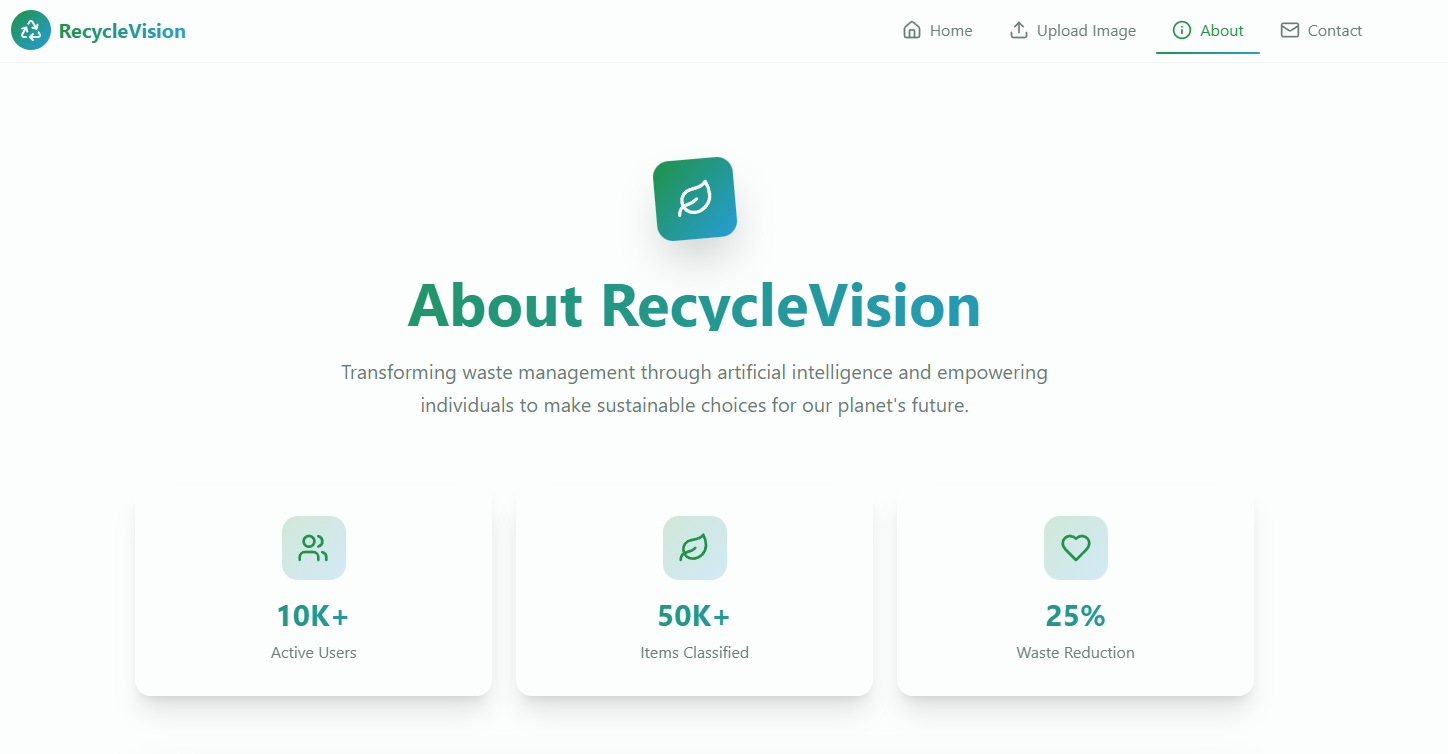 RecycleVision
Home
Upload Image
About
Contact
About RecycleVision
Transforming waste management through artificial intelligence and empowering
individuals to make sustainable choices for our planet's future.
10K+
Active Users
50K+
Items Classified
25%
Waste Reduction